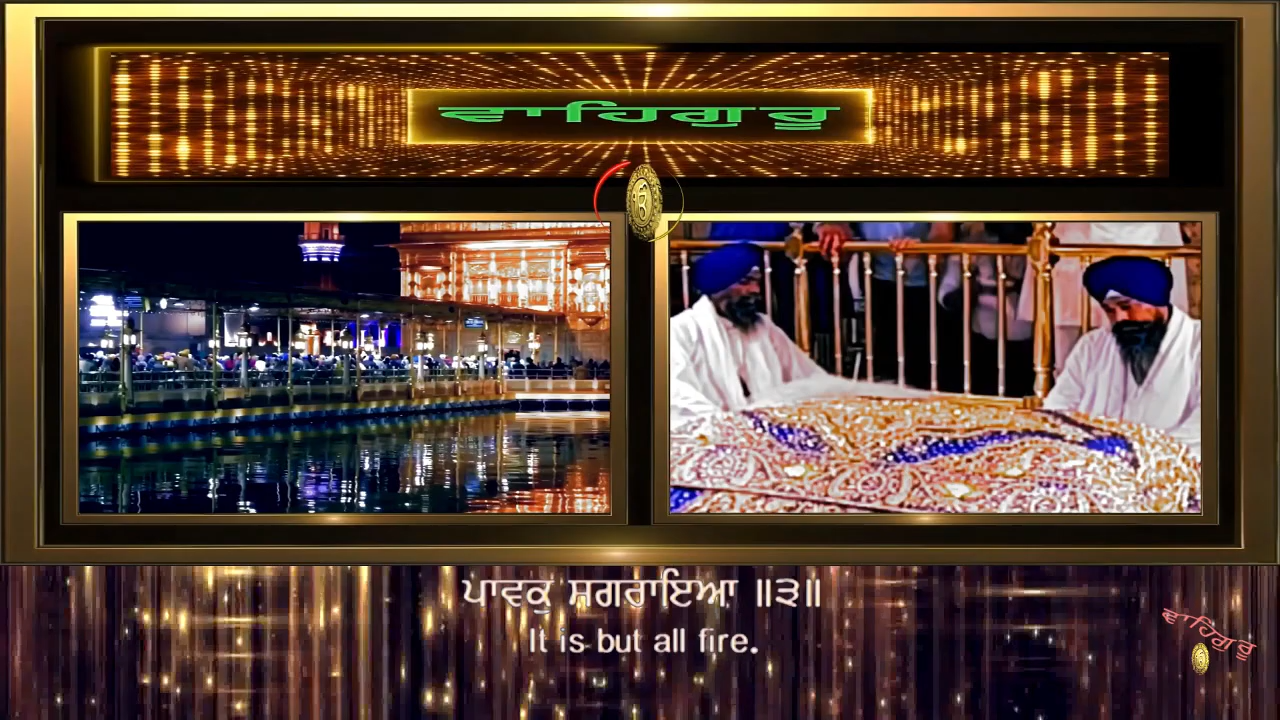 ਵਾਹਿਗੁਰੂ
ੴ
ਪਾਵਕੁ ਸਗਰਾਇਆ ॥੩॥
It is but all fire.
ਵਾਹਿਗੁਰੂ
ੴ